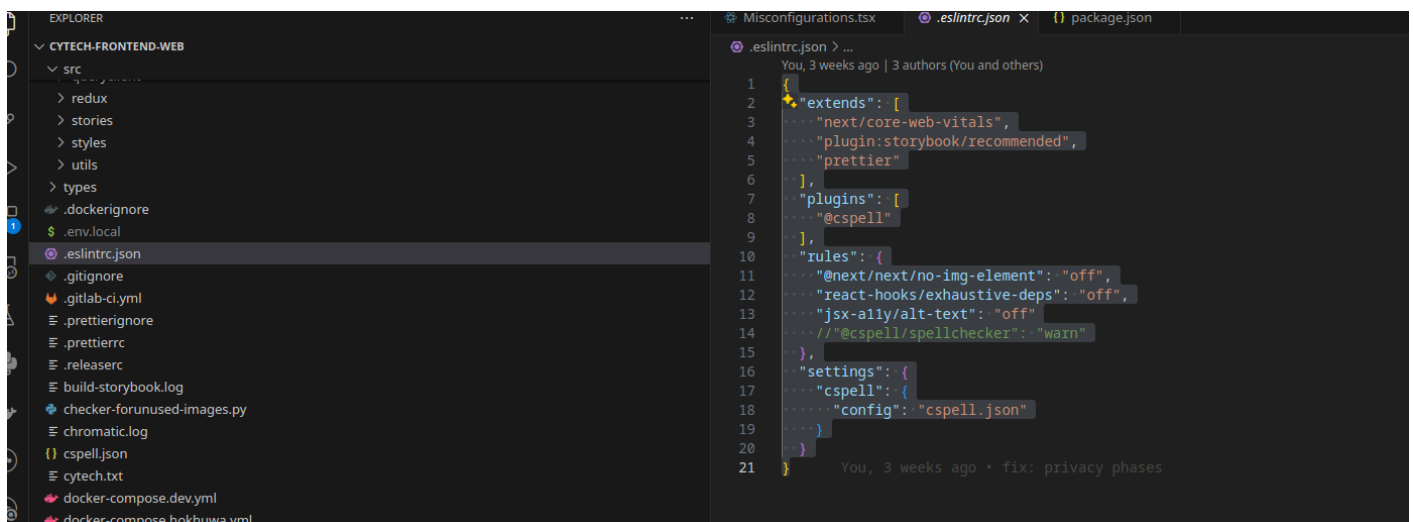 EXPLORER
CYTECH-FRONTEND-WEB
src
redux
stories
styles
utils
types
.dockerignore
$ .env.local
.eslintrc.json
.gitignore
.gitlab-ci.yml
.prettierignore
.prettierrc
.releaserc
build-storybook.log
checker-forunused-images.py
chromatic.log
{} cspell.json
cytech.txt
docker-compose.dev.yml
docker-compose.hokhuwa.yml
1
Misconfigurations.tsx
.eslintrc.json ×
{} package.json
.eslintrc.json > ...
You, 3 weeks ago | 3 authors (You and others)
1 {
2 "extends": [
3 "next/core-web-vitals",
4 "plugin:storybook/recommended",
5 "prettier"
6 ],
7 "plugins": [
8 "@cspell"
9 ],
10 "rules": {
11 "@next/next/no-img-element": "off",
12 "react-hooks/exhaustive-deps": "off",
13 "jsx-a11y/alt-text": "off"
14 //"@cspell/spellchecker": "warn"
15 },
16 "settings": {
17 "cspell": {
18 "config": "cspell.json"
19 }
20 }
21 } You, 3 weeks ago • fix: privacy phases